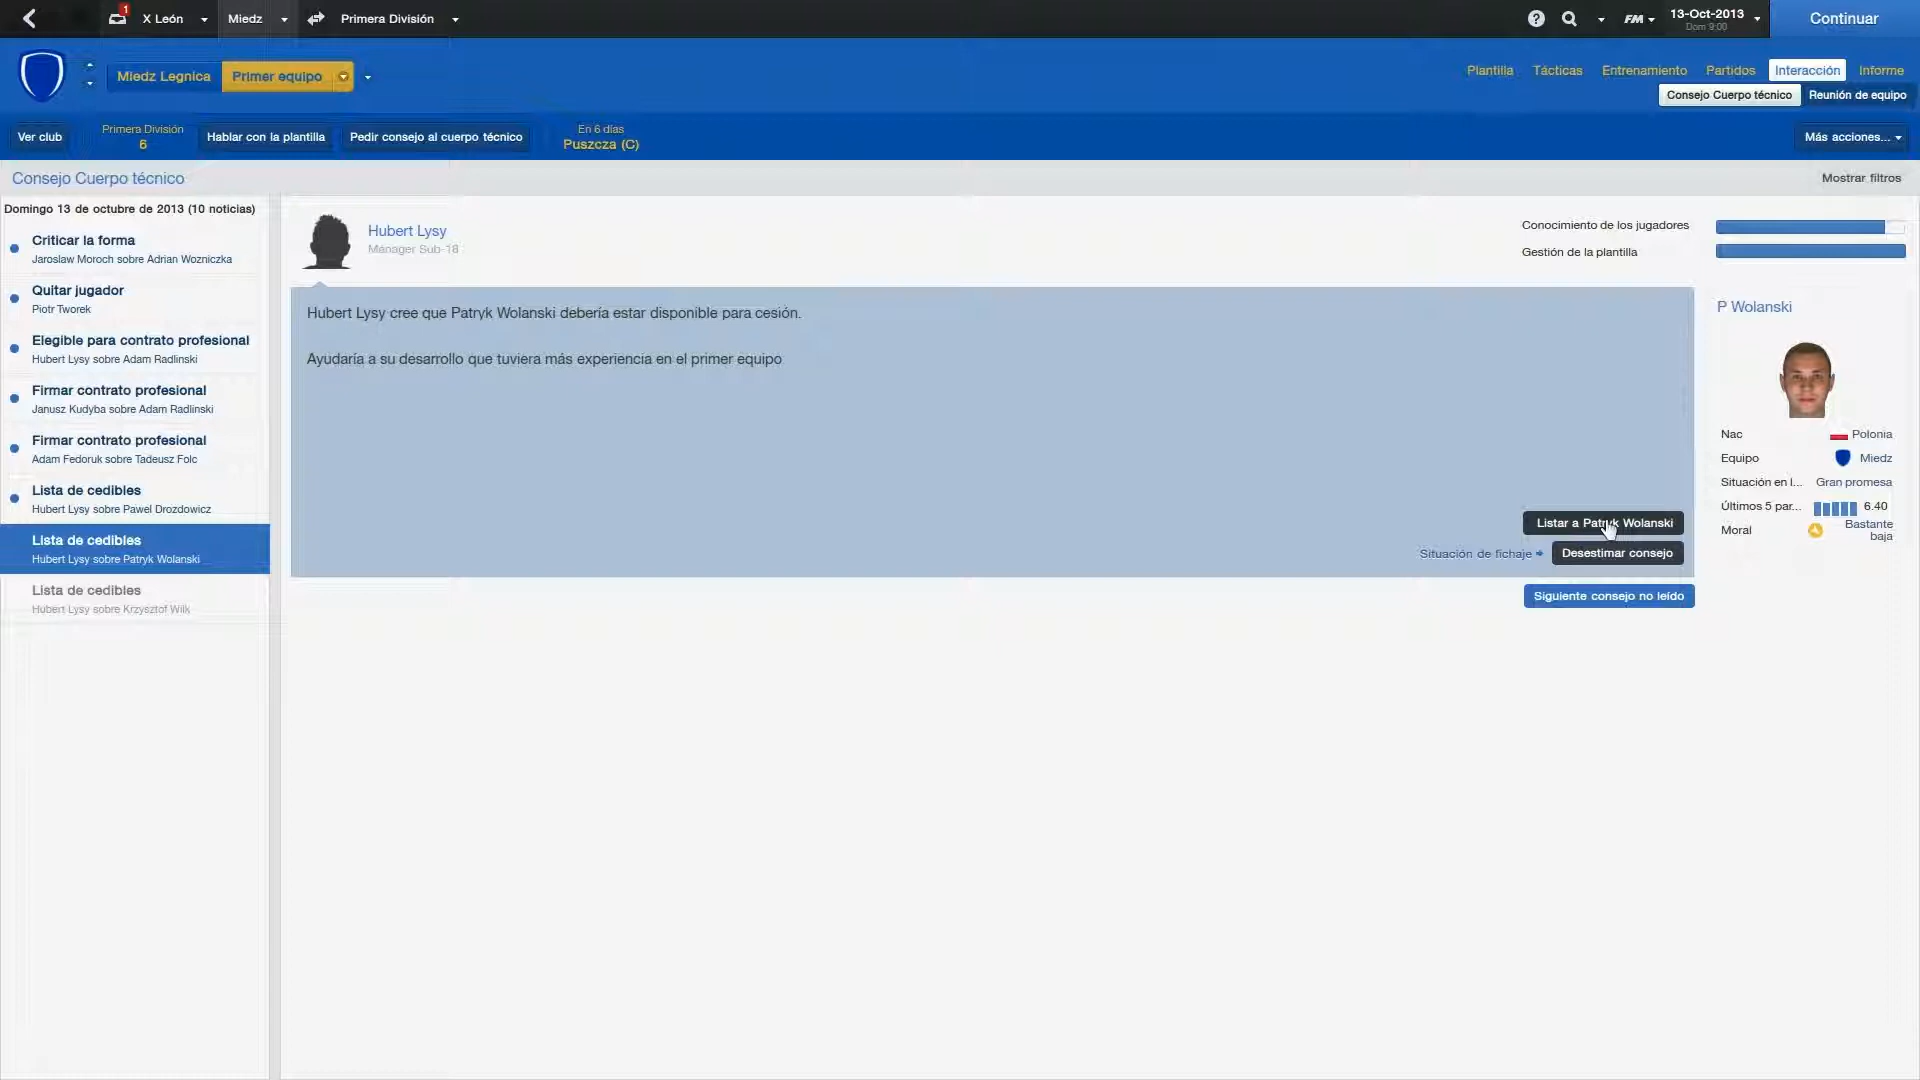 1
X León
Miedz
Primera División
FM
13-Oct-2013
Dom 9:00
Continuar
Miedz Legnica
Primer equipo
Plantilla
Tácticas
Entrenamiento
Partidos
Interacción
Informe
Consejo Cuerpo técnico
Reunión de equipo
Ver club
Primera División
6
Hablar con la plantilla
Pedir consejo al cuerpo técnico
En 6 días
Puszcza (C)
Más acciones...
Consejo Cuerpo técnico
Mostrar filtros
Domingo 13 de octubre de 2013 (10 noticias)
Criticar la forma
Jaroslaw Moroch sobre Adrian Wozniczka
Quitar jugador
Piotr Tworek
Elegible para contrato profesional
Hubert Lysy sobre Adam Radlinski
Firmar contrato profesional
Janusz Kudyba sobre Adam Radlinski
Firmar contrato profesional
Adam Fedoruk sobre Tadeusz Folc
Lista de cedibles
Hubert Lysy sobre Pawel Drozdowicz
Lista de cedibles
Hubert Lysy sobre Patryk Wolanski
Lista de cedibles
Hubert Lysy sobre Krzysztof Wilk
Hubert Lysy
Mánager Sub-18
Conocimiento de los jugadores
Gestión de la plantilla
Hubert Lysy cree que Patryk Wolanski debería estar disponible para cesión.
Ayudaría a su desarrollo que tuviera más experiencia en el primer equipo
Listar a Patryk Wolanski
Situación de fichaje
Desestimar consejo
Siguiente consejo no leído
P Wolanski
Nac
Polonia
Equipo
Miedz
Situación en l...
Gran promesa
Últimos 5 par...
6.40
Moral
Bastante
baja